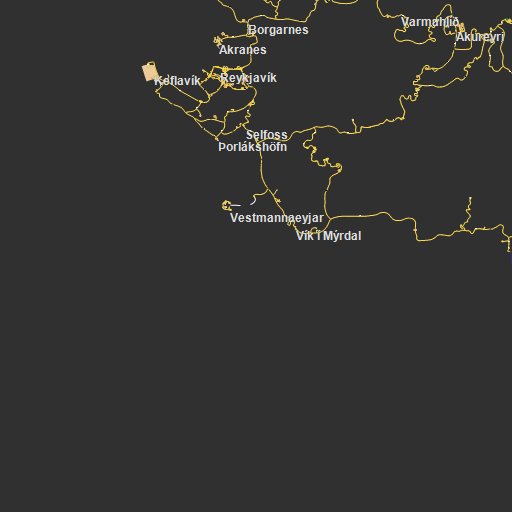 Varmahlíð
Borgarnes
Akureyri
Akranes
Reykjavík
Keflavík
Selfoss
Þorlákshöfn
Vestmannaeyjar
Vík í Mýrdal